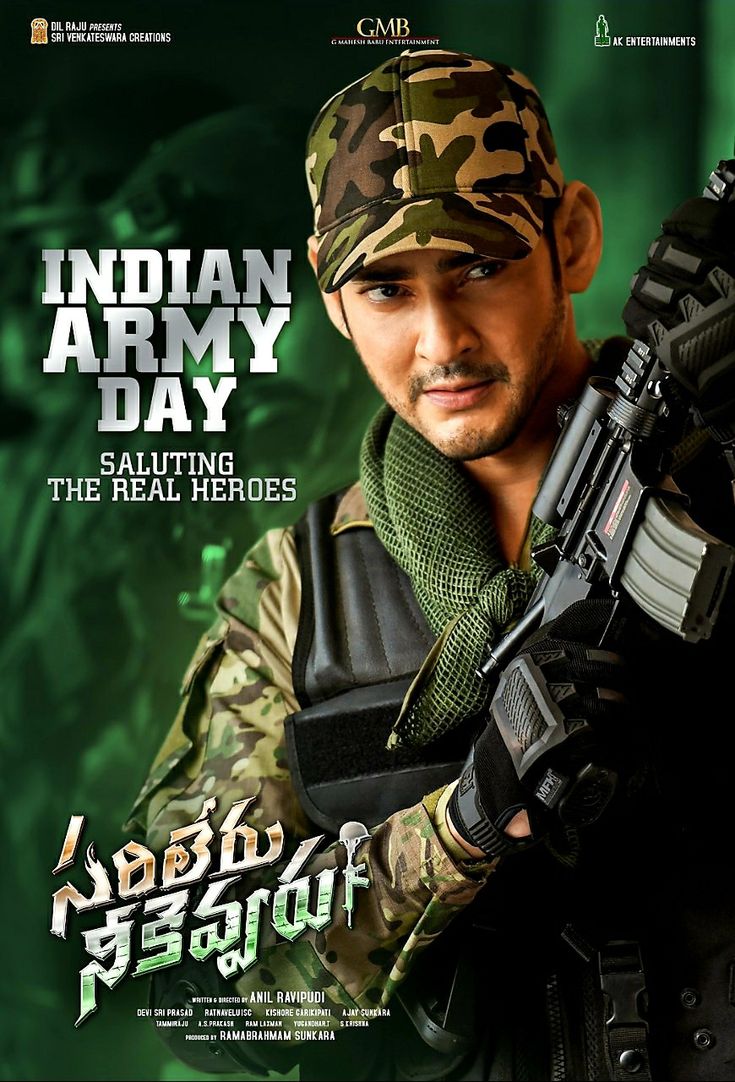 DIL RAJU PRESENTS
SRI VENKATESWARA CREATIONS
GMB
G MAHESH BABU ENTERTAINMENT
AK ENTERTAINMENTS
INDIAN
ARMY
DAY
SALUTING
THE REAL HEROES
MFH
సరిలేరు
నీకెవ్వరు
WRITTEN & DIRECTED BY ANIL RAVIPUDI
DEVI SRI PRASAD RATNAVELU ISC KISHORE GARIKIPATI AJAY SUNKARA
TAMMIRAJU A.S.PRAKASH RAM LAXMAN YUGANDHAR.T S.KRISHNA
PRODUCED BY RAMABRAHMAM SUNKARA